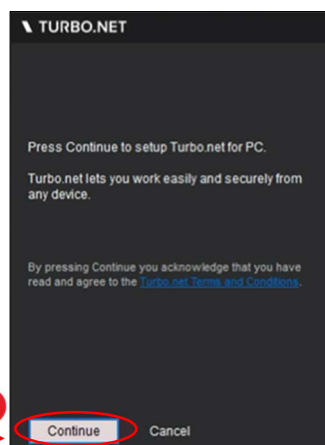 TURBO.NET
Press Continue to setup Turbo.net for PC.
Turbo.net lets you work easily and securely from
any device.
By pressing Continue you acknowledge that you have
read and agree to the Turbo.net Terms and Conditions.
Continue Cancel